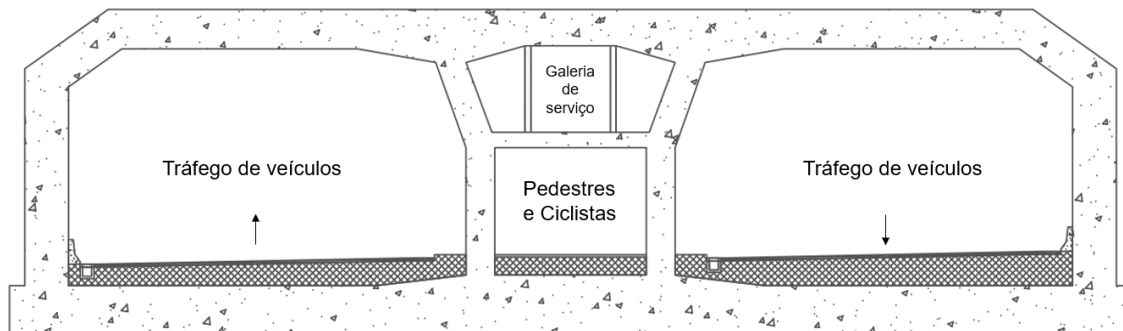 Galeria
de
serviço
Tráfego de veículos
Pedestres
e Ciclistas
Tráfego de veículos